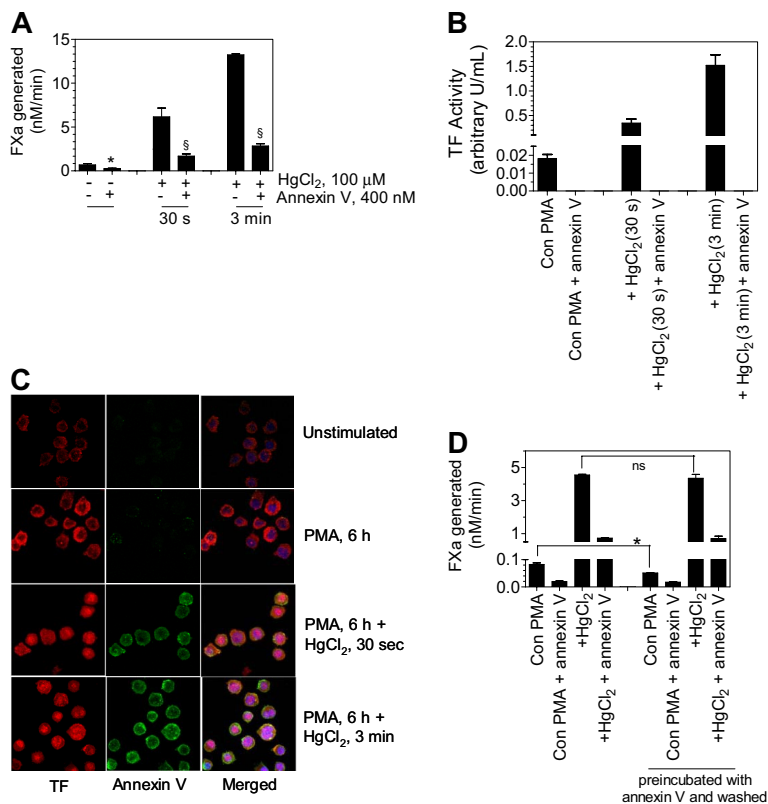 A
FXa generated
(nM/min)
15
10
5
0
*
§
§
- - + + + +
- + - + - +
HgCl₂, 100 μM
Annexin V, 400 nM
30 s
3 min
B
TF Activity
(arbitrary U/mL)
2.0
1.5
1.0
0.5
0.02
0.01
0.00
Con PMA
Con PMA + annexin V
+ HgCl₂(30 s)
+ HgCl₂(30 s) + annexin V
+ HgCl₂(3 min)
+ HgCl₂(3 min) + annexin V
C
Unstimulated
PMA, 6 h
PMA, 6 h +
HgCl₂, 30 sec
PMA, 6 h +
HgCl₂, 3 min
TF
Annexin V
Merged
D
FXa generated
(nM/min)
5
3
1
0.1
0.0
ns
*
Con PMA
Con PMA + annexin V
+HgCl₂
+HgCl₂ + annexin V
Con PMA
Con PMA + annexin V
+HgCl₂
+HgCl₂ + annexin V
preincubated with
annexin V and washed